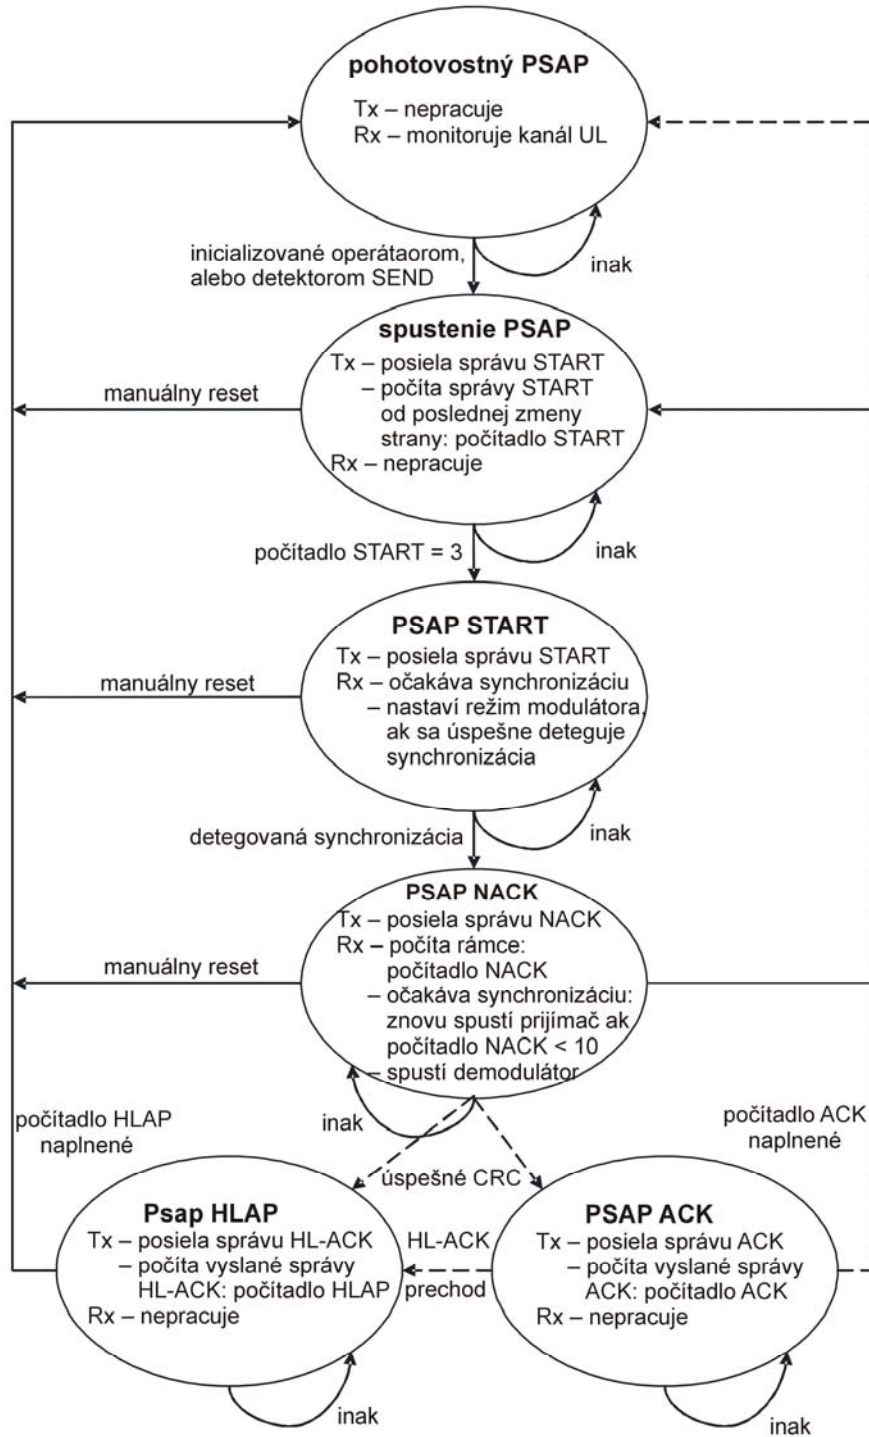 pohotovostný PSAP
Tx – nepracuje
Rx – monitoruje kanál UL
inicializované operátaorom,
alebo detektorom SEND
inak
spustenie PSAP
Tx – posiela správu START
– počíta správy START
od poslednej zmeny
strany: počítadlo START
Rx – nepracuje
manuálny reset
počítadlo START = 3
inak
PSAP START
Tx – posiela správu START
Rx – očakáva synchronizáciu
– nastaví režim modulátora,
ak sa úspešne deteguje
synchronizácia
manuálny reset
detegovaná synchronizácia
inak
PSAP NACK
Tx – posiela správu NACK
Rx – počíta rámce:
počítadlo NACK
– očakáva synchronizáciu:
znovu spustí prijímač ak
počítadlo NACK < 10
– spustí demodulátor
manuálny reset
inak
počítadlo HLAP
naplnené
počítadlo ACK
naplnené
úspešné CRC
Psap HLAP
Tx – posiela správu HL-ACK
– počíta vyslané správy
HL-ACK: počítadlo HLAP
Rx – nepracuje
HL-ACK
prechod
PSAP ACK
Tx – posiela správu ACK
– počíta vyslané správy
ACK: počítadlo ACK
Rx – nepracuje
inak
inak